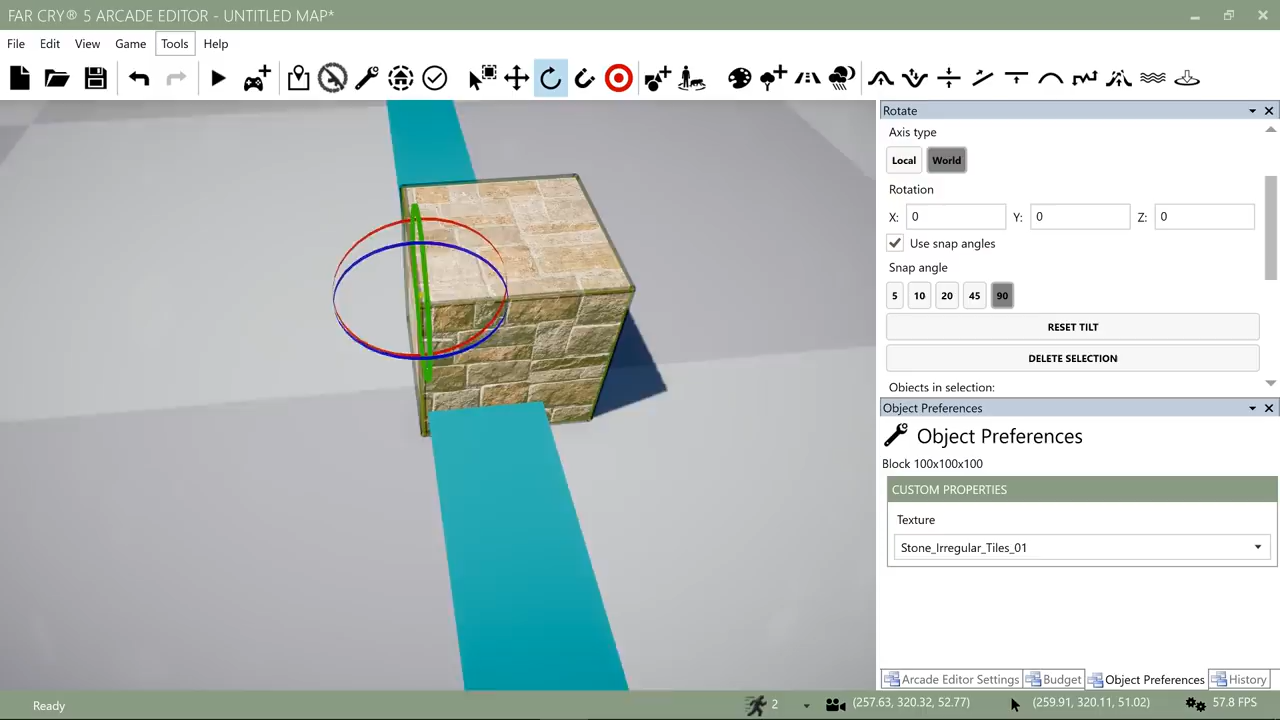 FAR CRY® 5 ARCADE EDITOR - UNTITLED MAP*
File Edit View Game Tools Help
Rotate
Axis type
Local World
Rotation
X: 0 Y: 0 Z: 0
Use snap angles
Snap angle
5 10 20 45 90
RESET TILT
DELETE SELECTION
Objects in selection:
Object Preferences
Object Preferences
Block 100x100x100
CUSTOM PROPERTIES
Texture
Stone_Irregular_Tiles_01
Arcade Editor Settings Budget Object Preferences History
Ready 2 (257.63, 320.32, 52.77) (259.91, 320.11, 51.02) 57.8 FPS